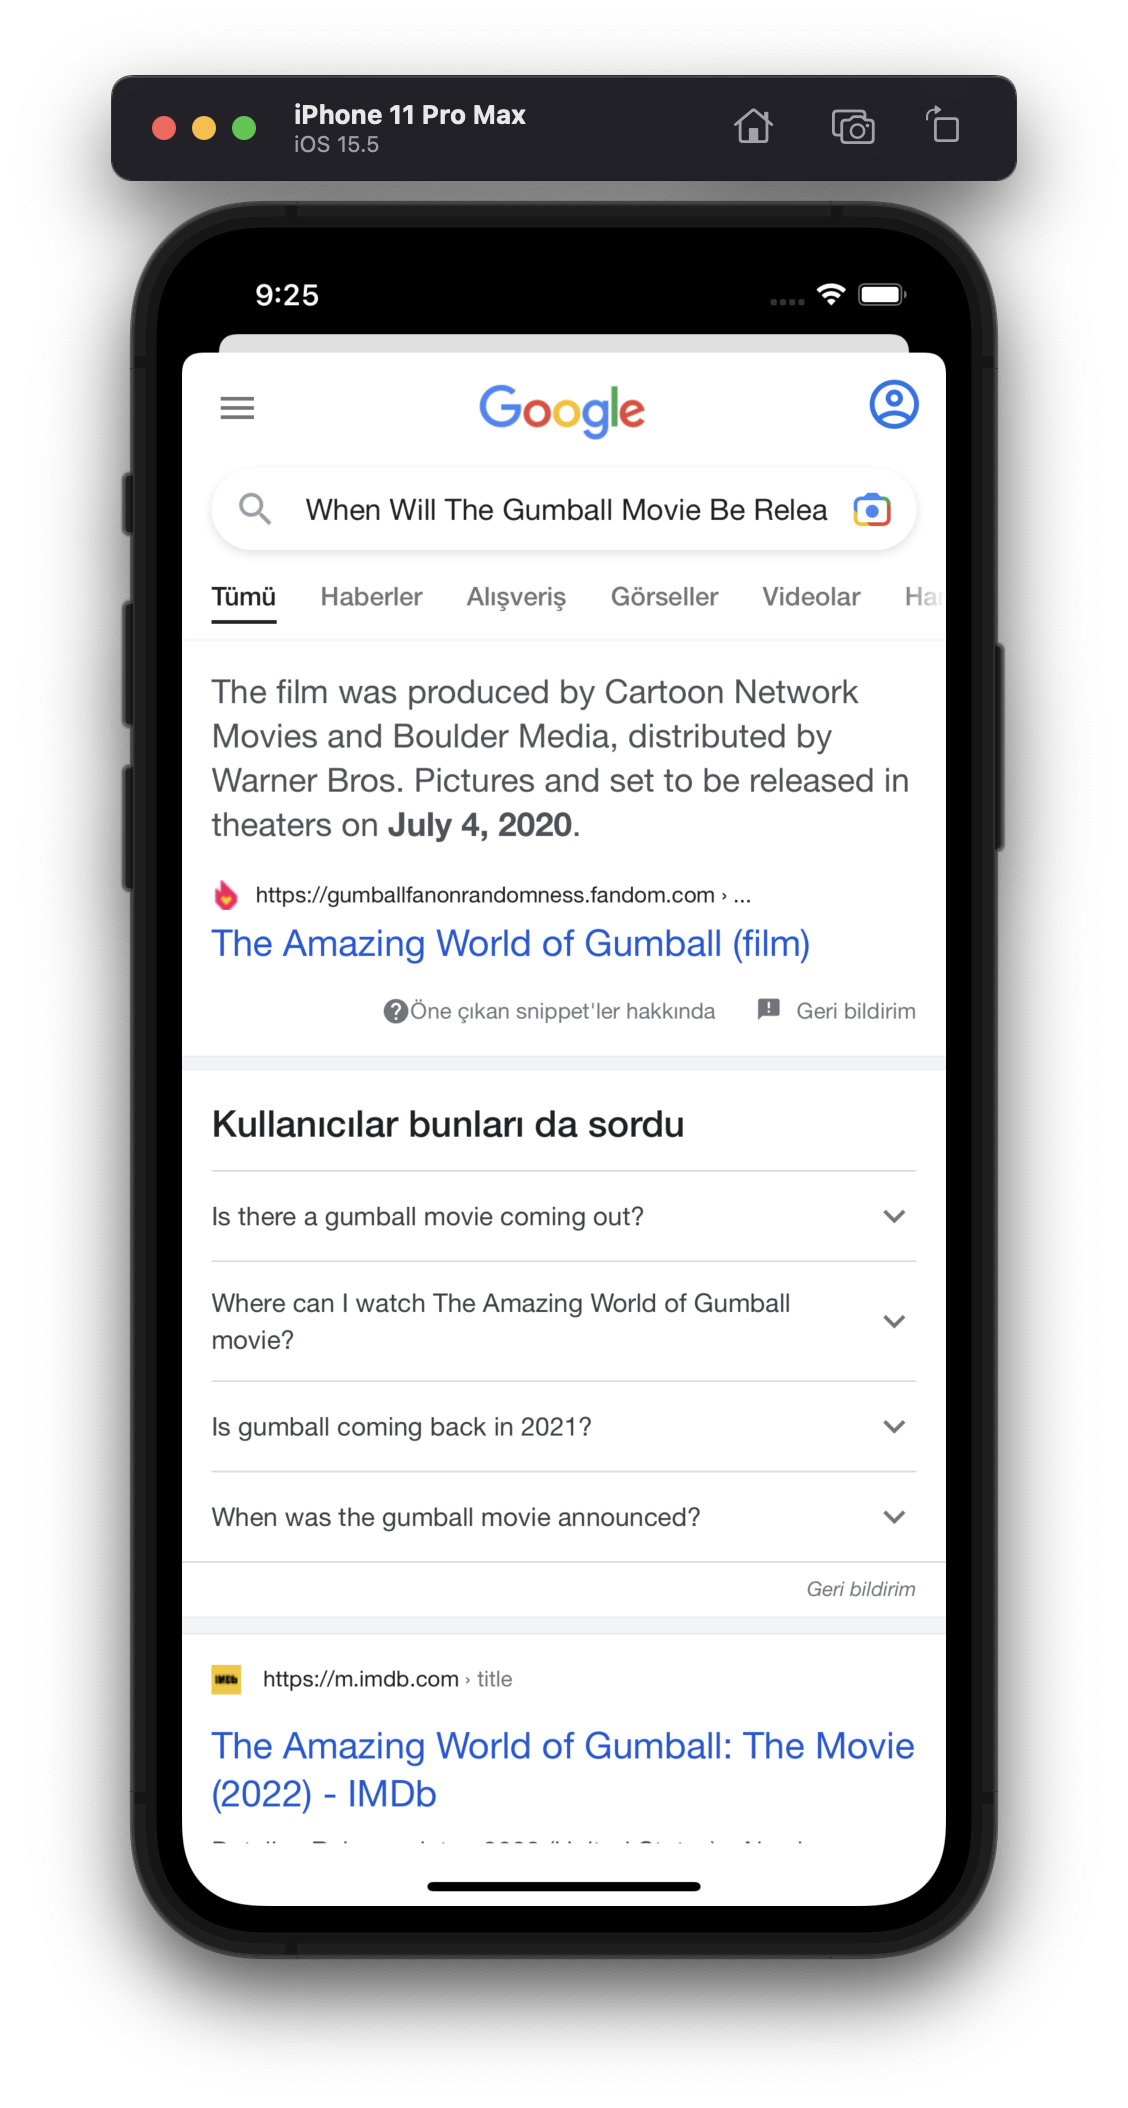 iPhone 11 Pro Max
iOS 15.5
9:25
Google
When Will The Gumball Movie Be Relea
Tümü Haberler Alışveriş Görseller Videolar Har
The film was produced by Cartoon Network
Movies and Boulder Media, distributed by
Warner Bros. Pictures and set to be released in
theaters on July 4, 2020.
https://gumballfanonrandomness.fandom.com › ...
The Amazing World of Gumball (film)
Öne çıkan snippet'ler hakkında Geri bildirim
Kullanıcılar bunları da sordu
Is there a gumball movie coming out?
Where can I watch The Amazing World of Gumball
movie?
Is gumball coming back in 2021?
When was the gumball movie announced?
Geri bildirim
IMDb https://m.imdb.com › title
The Amazing World of Gumball: The Movie
(2022) - IMDb